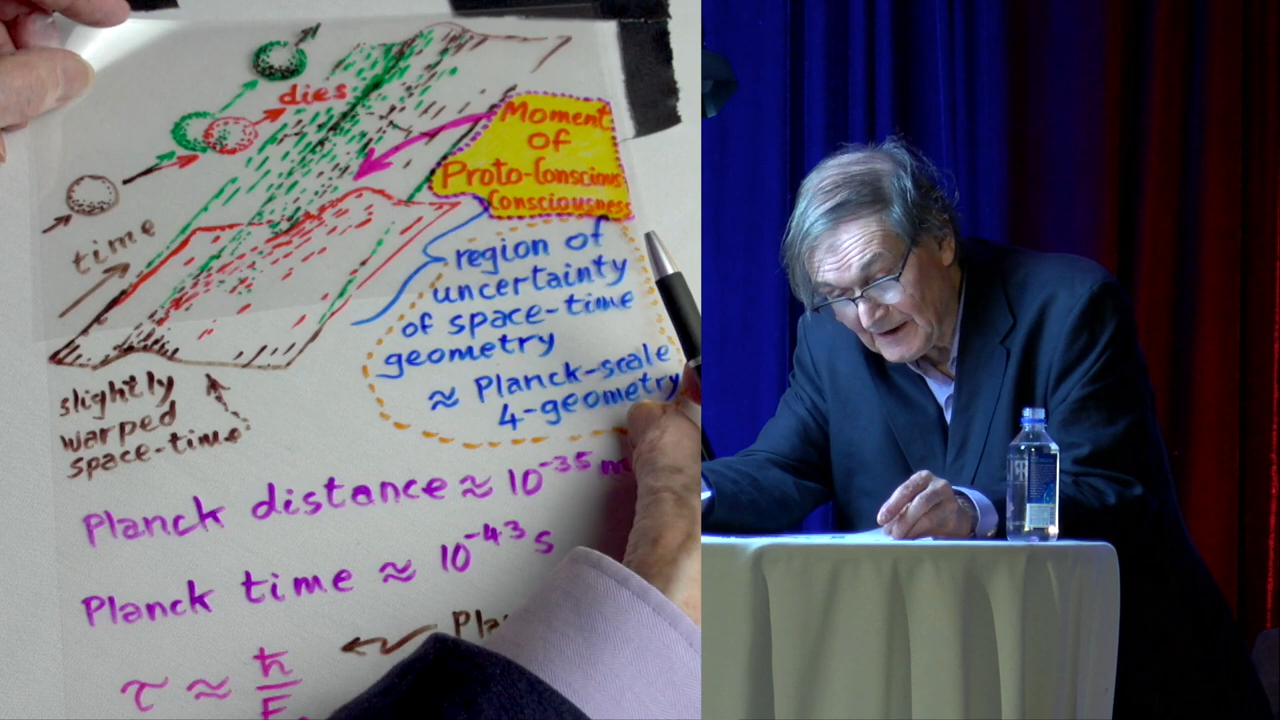 dies
Moment
of
Proto-Conscious
Consciousness
time
region of
uncertainty
of space-time
geometry
≈ Planck-scale
4-geometry
slightly
warped
space-time
Planck distance ≈ 10⁻³⁵ m
Planck time ≈ 10⁻⁴³ s
τ ≈ ℏ